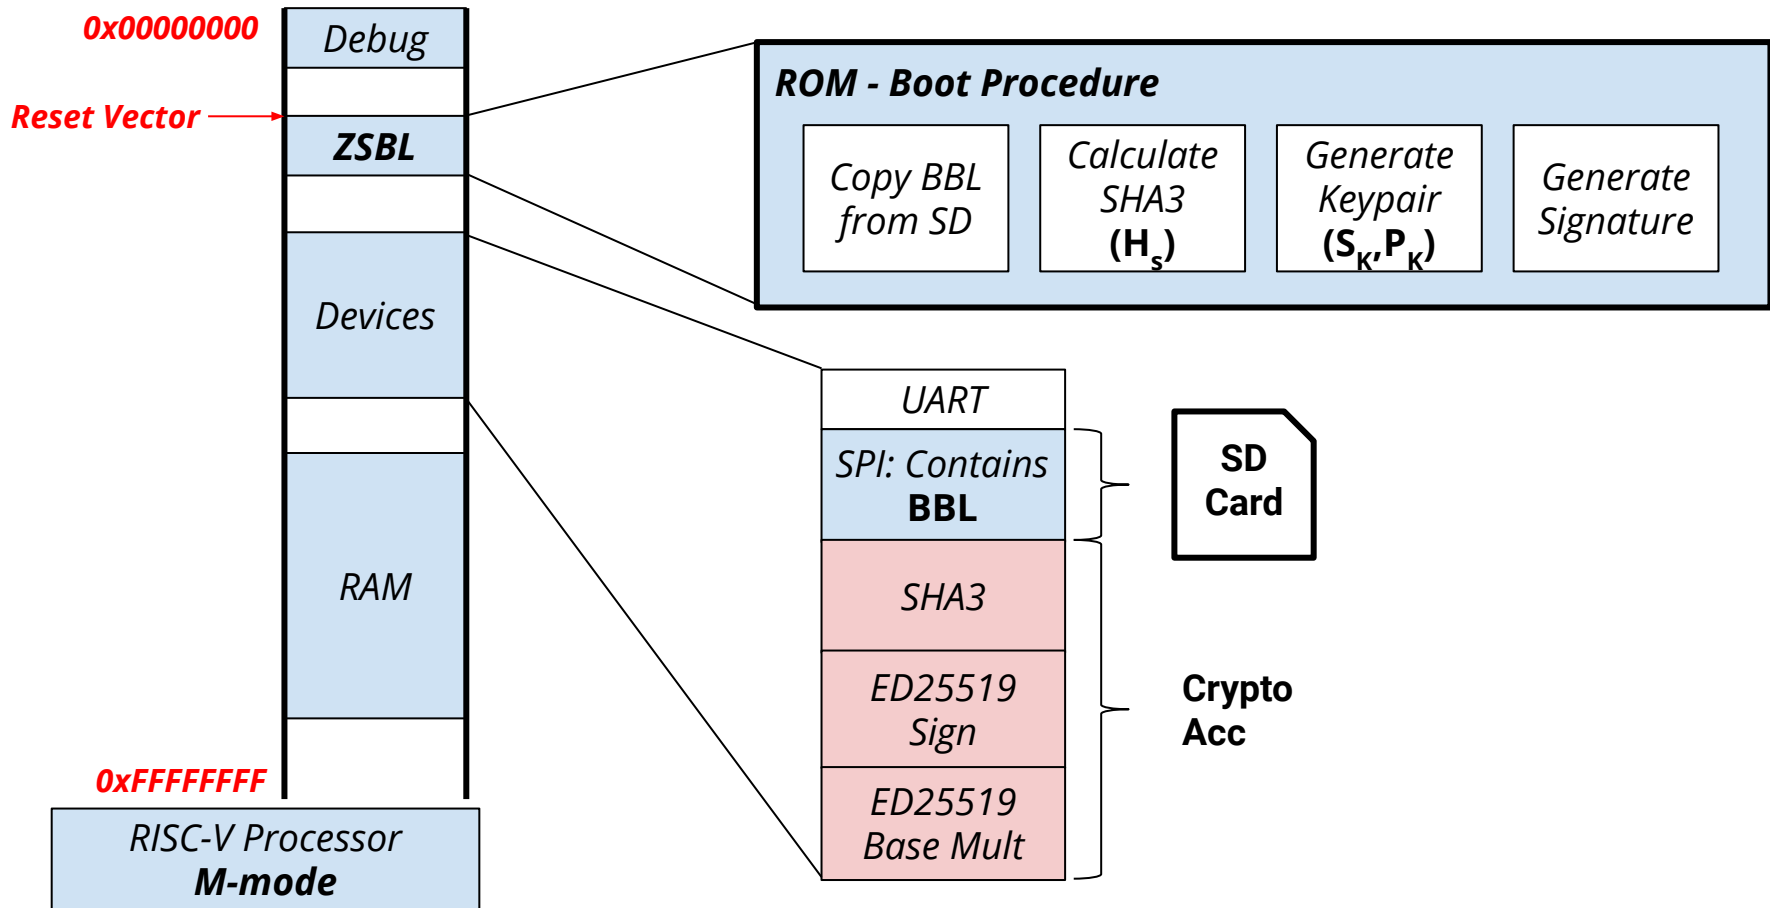 0x00000000
Debug
Reset Vector
ZSBL
Devices
RAM
0xFFFFFFFF
RISC-V Processor
M-mode
ROM - Boot Procedure
Copy BBL
from SD
Calculate
SHA3
(Hs)
Generate
Keypair
(SK,PK)
Generate
Signature
UART
SPI: Contains
BBL
SHA3
ED25519
Sign
ED25519
Base Mult
SD
Card
Crypto
Acc